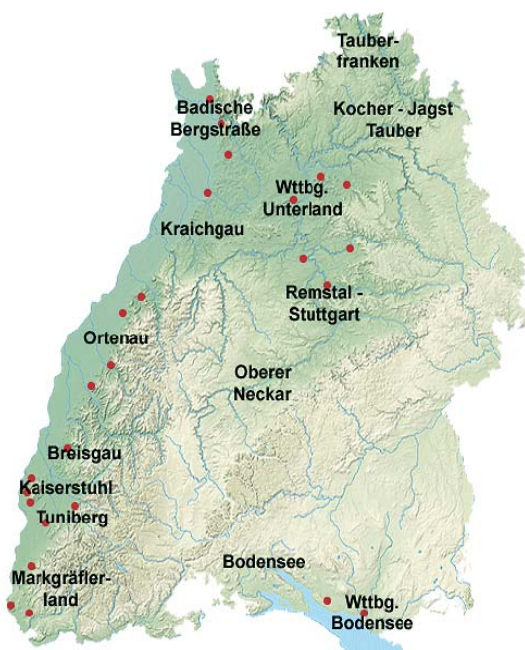 Tauber-
franken
Badische
Bergstraße
Kocher - Jagst
Tauber
Wttbg.
Unterland
Kraichgau
Remstal -
Stuttgart
Ortenau
Oberer
Neckar
Breisgau
Kaiserstuhl
Tuniberg
Bodensee
Markgräfler-
land
Wttbg.
Bodensee